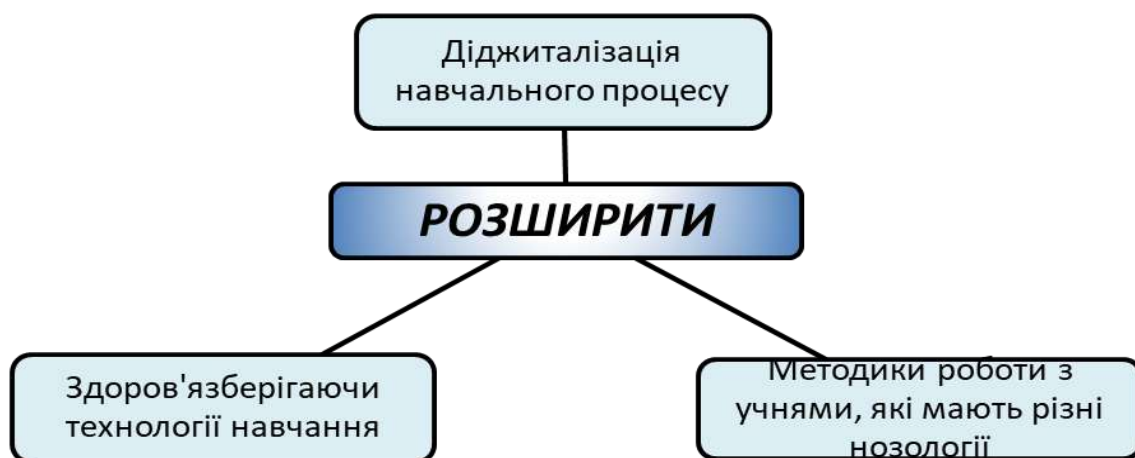 Діджиталізація
навчального процесу
РОЗШИРИТИ
Здоров'язберігаючи
технології навчання
Методики роботи з
учнями, які мають різні
нозології